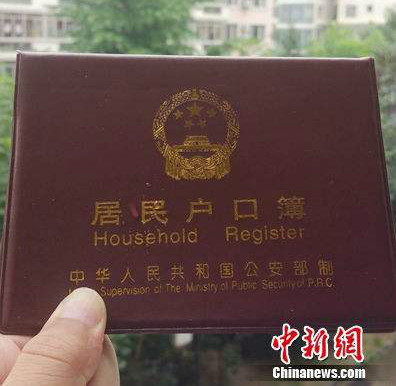 居民户口簿
Household Register
中华人民共和国公安部制
Supervision of The Ministry of Public Security of P.R.C
中新网
Chinanews.com